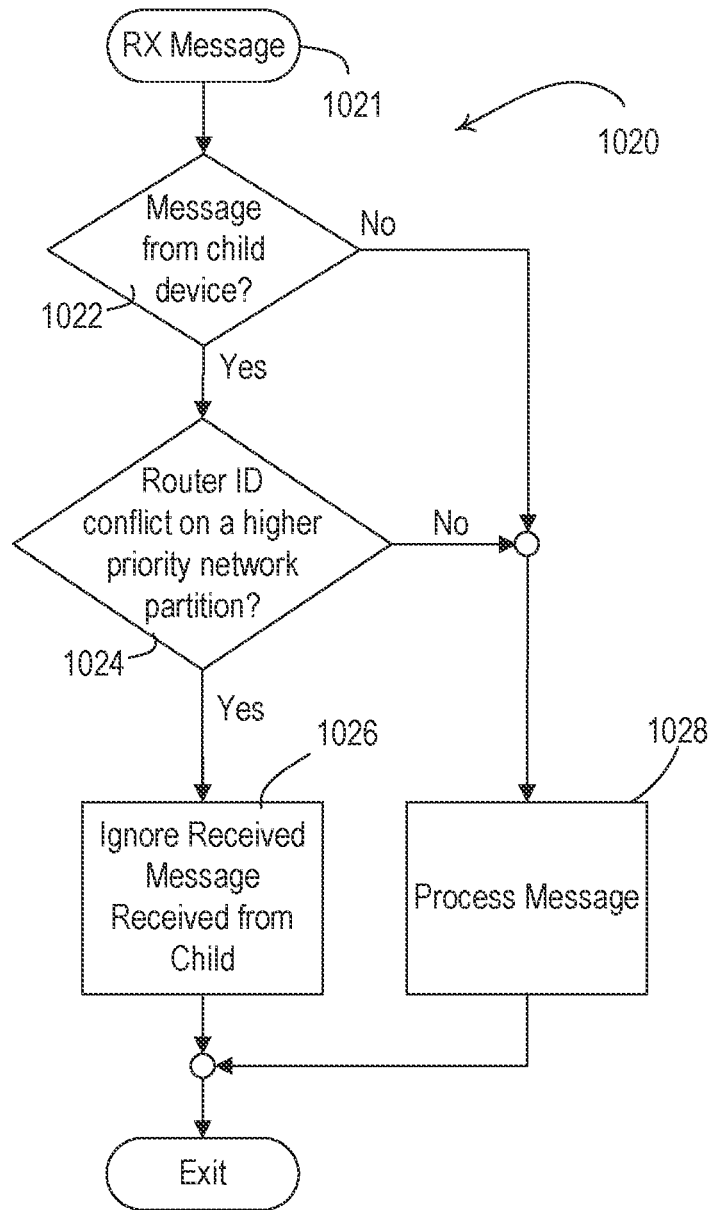 RX Message
1021
1020
Message
from child
device?
No
1022
Yes
Router ID
conflict on a higher
priority network
partition?
No
1024
Yes
1026
1028
Ignore Received
Message
Received from
Child
Process Message
Exit